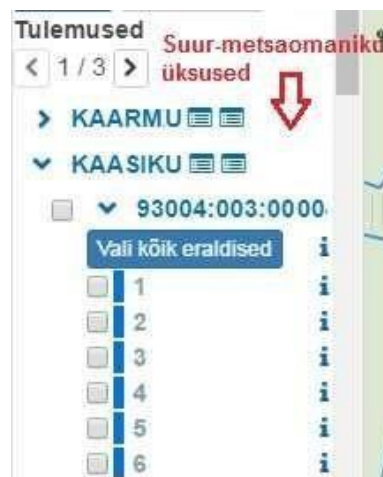 Tulemused
Suur-metsaomaniku
üksused
1 / 3
KAARMU
KAASIKU
93004:003:0000
Vali kõik eraldised
1
2
3
4
5
6